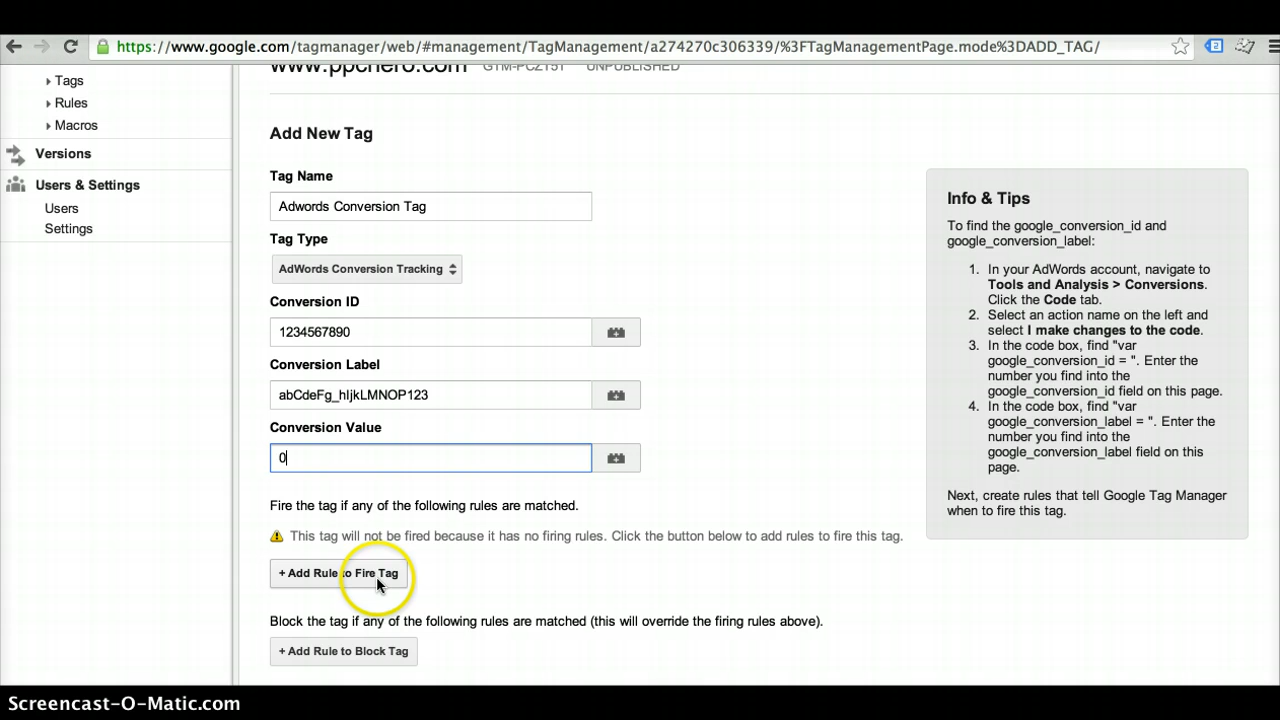 https://www.google.com/tagmanager/web/#management/TagManagement/a274270c306339/%3FTagManagementPage.mode%3DADD_TAG/
2
www.ppchero.com GTM-PCZT5T UNPUBLISHED
Tags
Rules
Macros
Versions
Users & Settings
Users
Settings
Add New Tag
Tag Name
Adwords Conversion Tag
Tag Type
AdWords Conversion Tracking
Conversion ID
1234567890
Conversion Label
abCdeFg_hIjkLMNOP123
Conversion Value
0
Fire the tag if any of the following rules are matched.
This tag will not be fired because it has no firing rules. Click the button below to add rules to fire this tag.
+ Add Rule to Fire Tag
Block the tag if any of the following rules are matched (this will override the firing rules above).
+ Add Rule to Block Tag
Info & Tips
To find the google_conversion_id and
google_conversion_label:
1. In your AdWords account, navigate to
Tools and Analysis > Conversions.
Click the Code tab.
2. Select an action name on the left and
select I make changes to the code.
3. In the code box, find "var
google_conversion_id = ". Enter the
number you find into the
google_conversion_id field on this page.
4. In the code box, find "var
google_conversion_label = ". Enter the
number you find into the
google_conversion_label field on this
page.
Next, create rules that tell Google Tag Manager
when to fire this tag.
Screencast-O-Matic.com